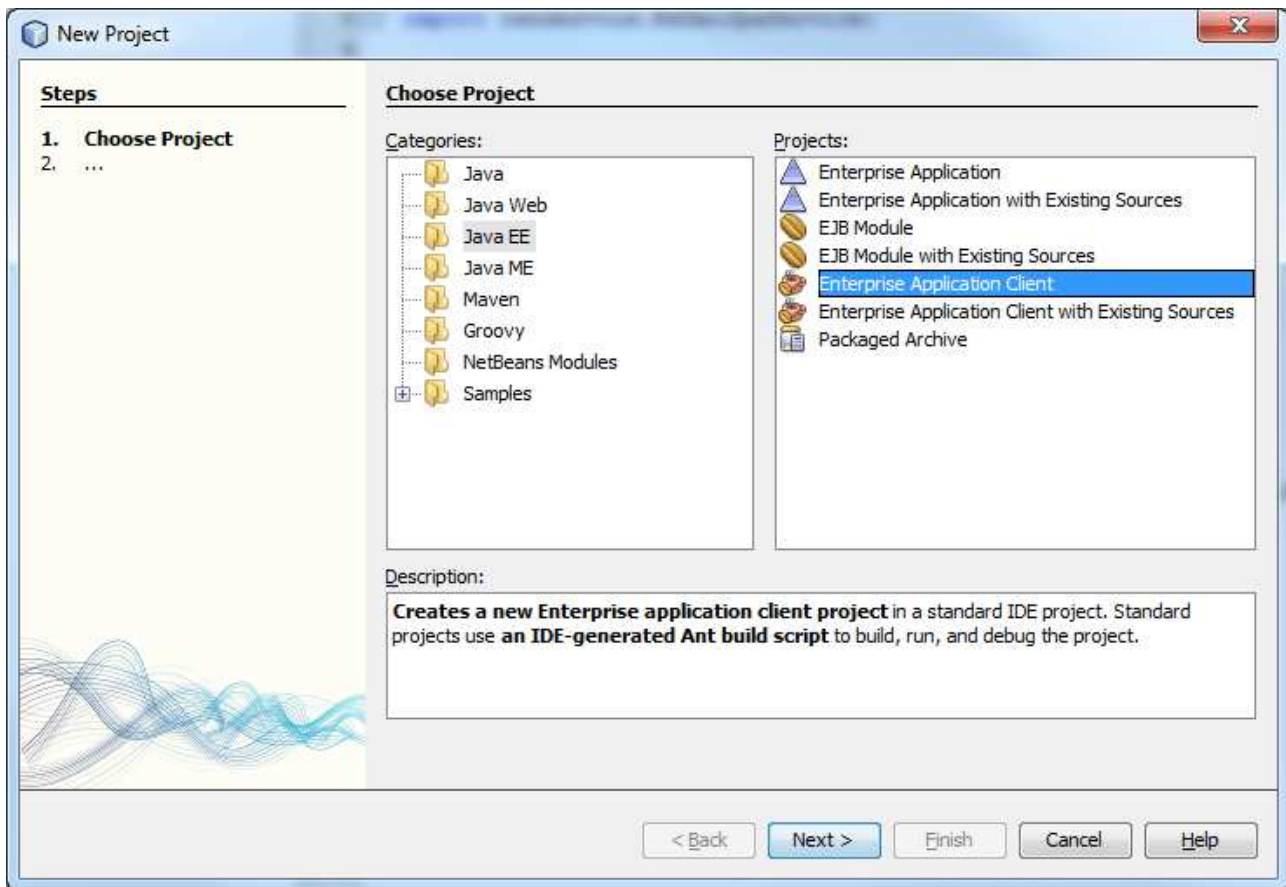 New Project
Steps
1. Choose Project
2. ...
Choose Project
Categories:
Java
Java Web
Java EE
Java ME
Maven
Groovy
NetBeans Modules
Samples
Projects:
Enterprise Application
Enterprise Application with Existing Sources
EJB Module
EJB Module with Existing Sources
Enterprise Application Client
Enterprise Application Client with Existing Sources
Packaged Archive
Description:
Creates a new Enterprise application client project in a standard IDE project. Standard
projects use an IDE-generated Ant build script to build, run, and debug the project.
< Back Next > Finish Cancel Help